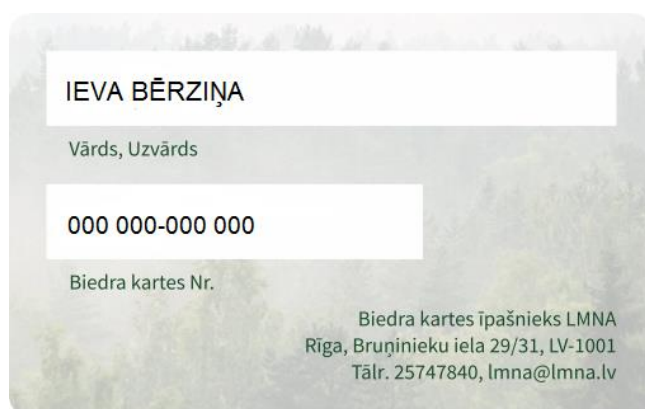 IEVA BĒRZIŅA
Vārds, Uzvārds
000 000-000 000
Biedra kartes Nr.
Biedra kartes īpašnieks LMNA
Rīga, Bruņinieku iela 29/31, LV-1001
Tālr. 25747840, lmna@lmna.lv